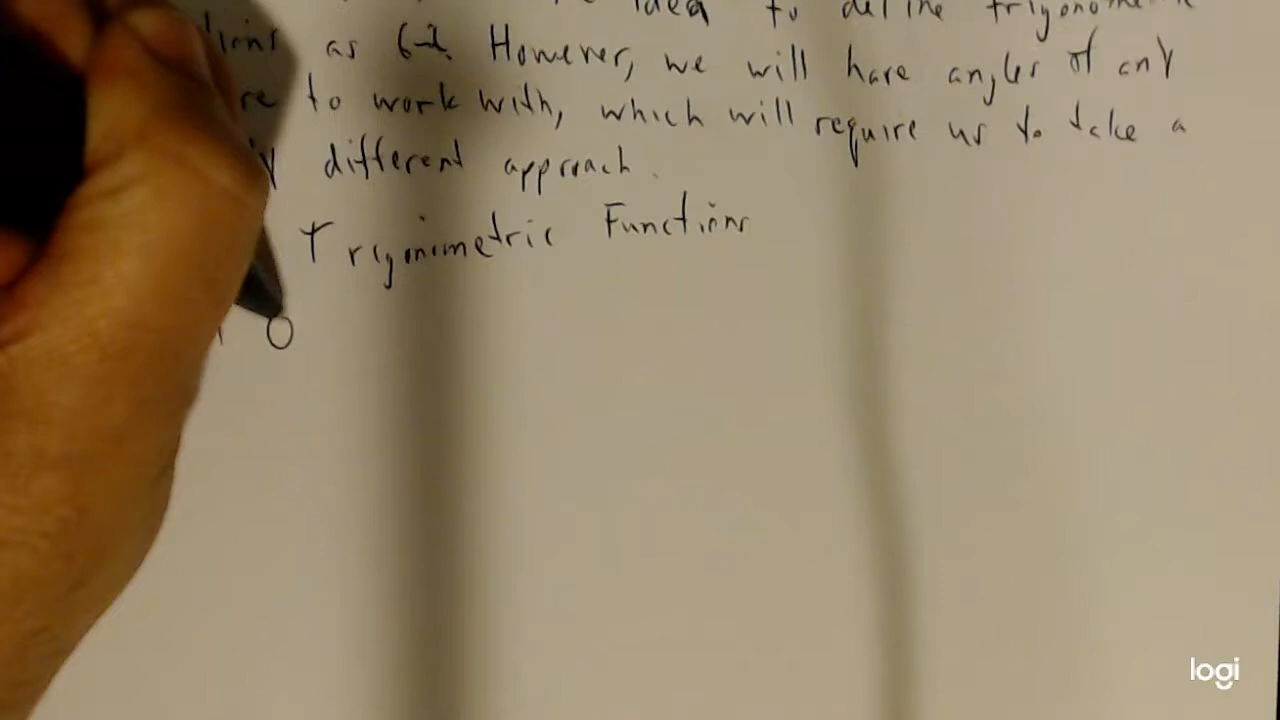 idea to define trigonometric
as 6-2. However, we will have angles of any
to work with, which will require us to take a
different approach.
Trigonometric Functions
logi